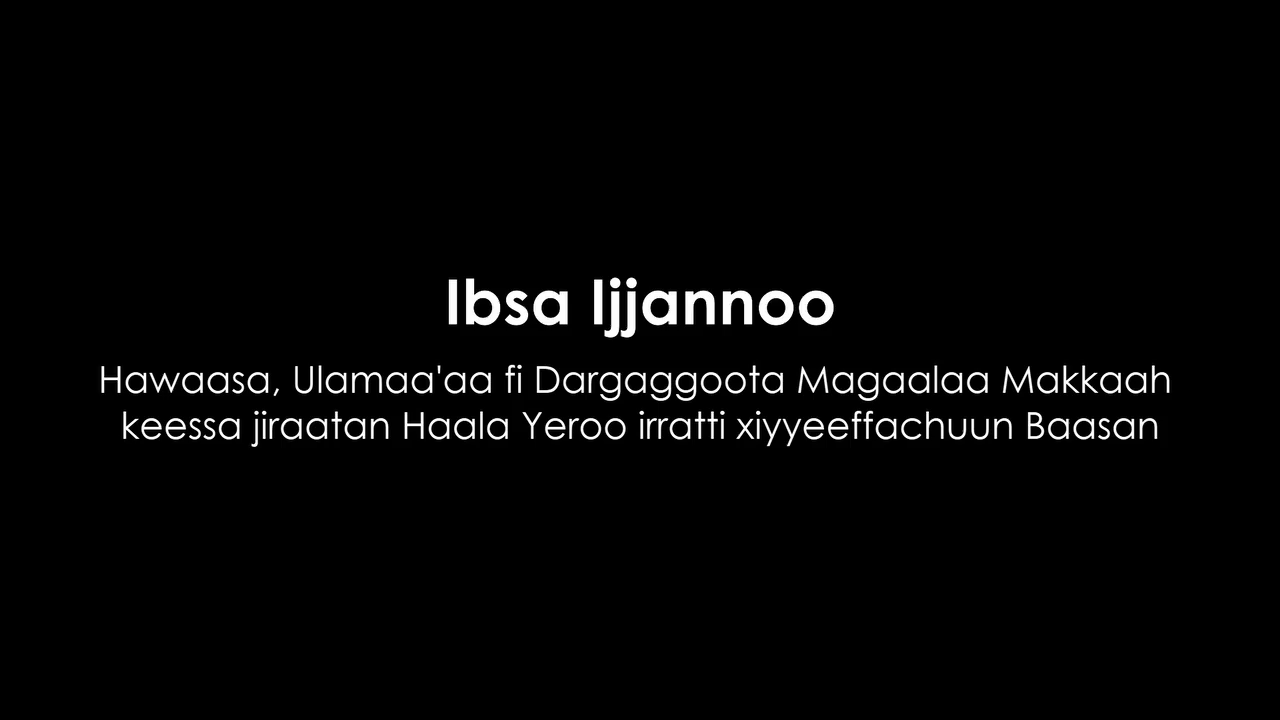 Ibsa Ijjannoo
Hawaasa, Ulamaa'aa fi Dargaggoota Magaalaa Makkaah
keessa jiraatan Haala Yeroo irratti xiyyeeffachuun Baasan